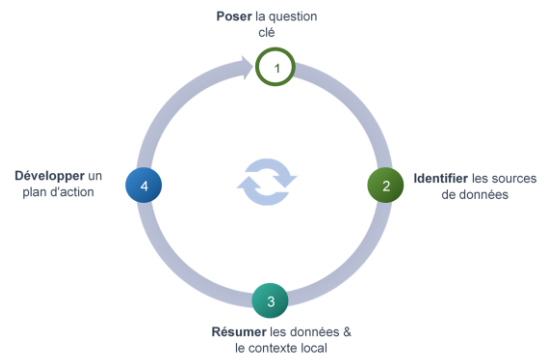 Poser la question
clé
1
Identifier les sources
de données
2
3
Résumer les données &
le contexte local
Développer un
plan d'action
4